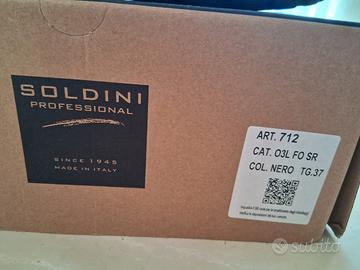 SOLDINI
PROFESSIONAL
SINCE 1945
MADE IN ITALY
ART. 712
CAT. O3L FO SR
COL. NERO TG.37
subito